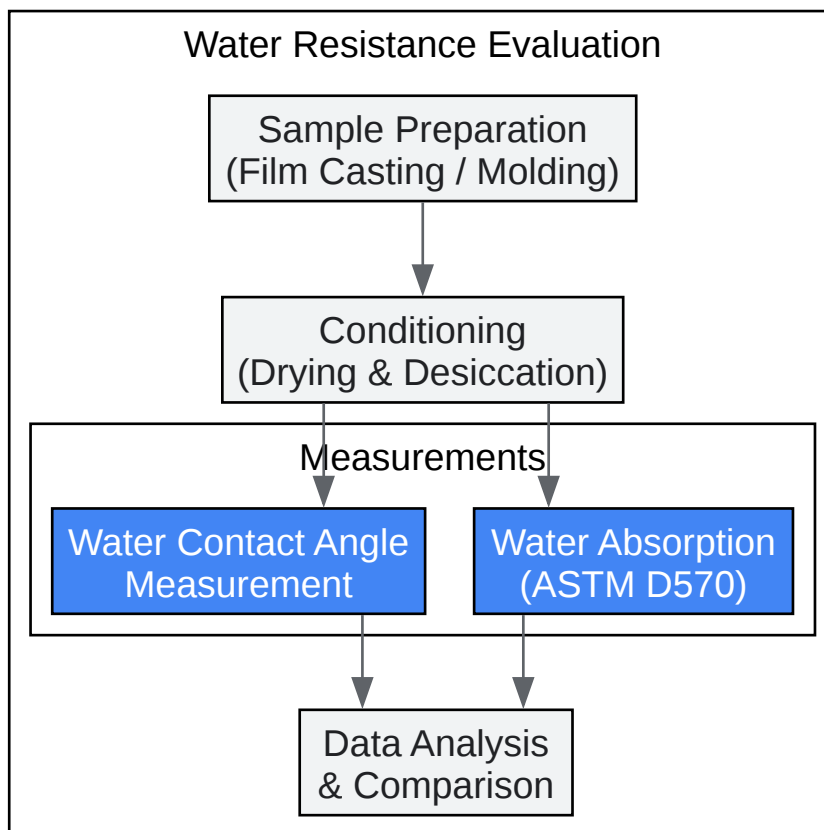 Water Resistance Evaluation
Sample Preparation
(Film Casting / Molding)
Conditioning
(Drying & Desiccation)
Measurements
Water Contact Angle
Measurement
Water Absorption
(ASTM D570)
Data Analysis
& Comparison